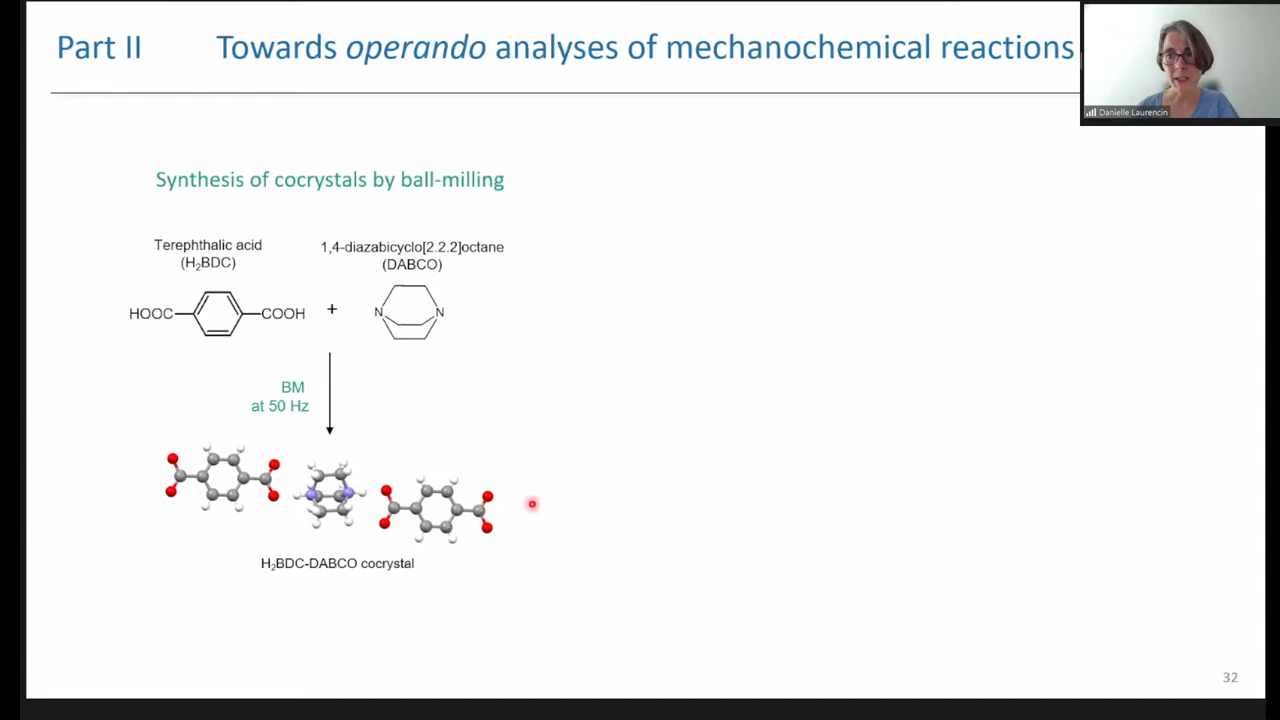 Part II Towards operando analyses of mechanochemical reactions
Danielle Laurencin
Synthesis of cocrystals by ball-milling
Terephthalic acid
(H₂BDC)
1,4-diazabicyclo[2.2.2]octane
(DABCO)
HOOC COOH + N N
BM
at 50 Hz
H₂BDC-DABCO cocrystal
32